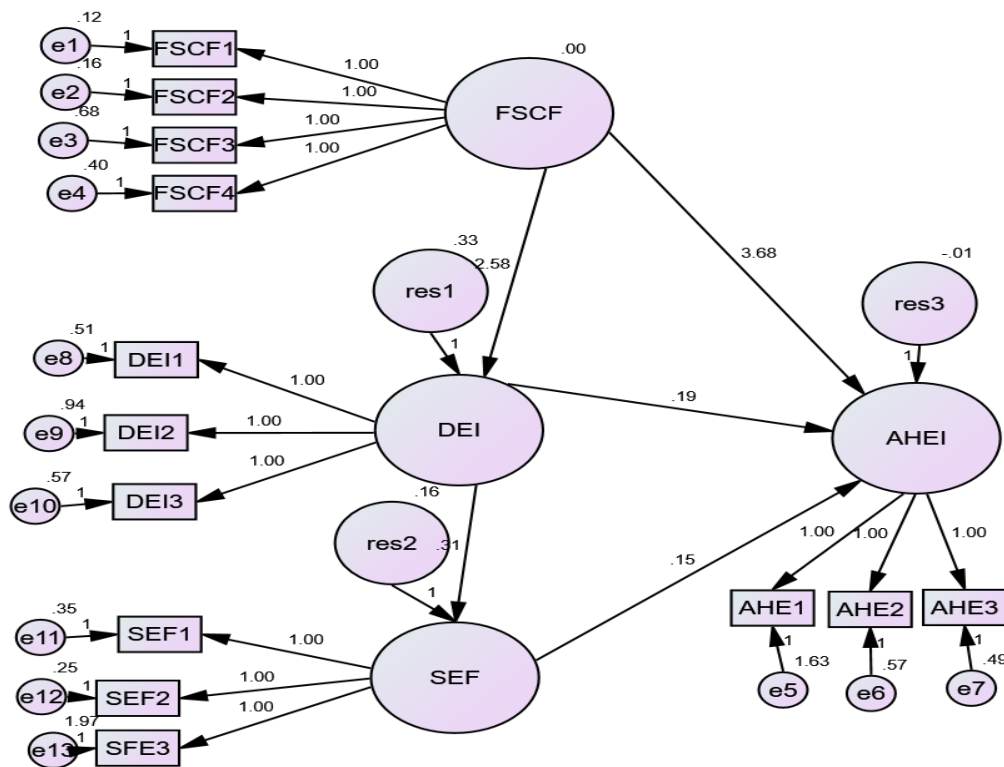 .12
e1
1
FSCF1
.16
e2
1
FSCF2
.68
e3
1
FSCF3
.40
e4
1
FSCF4
1.00
1.00
1.00
1.00
.00
FSCF
.33
res1
1
2.58
3.68
-.01
res3
1
.51
e8
1
DEI1
.94
e9
1
DEI2
.57
e10
1
DEI3
1.00
1.00
1.00
DEI
.19
AHEI
.16
res2
1
.31
.15
1.00
1.00
1.00
AHE1
AHE2
AHE3
1
1
1
1.63
.57
.49
e5
e6
e7
.35
e11
1
SEF1
.25
e12
1
SEF2
1.97
e13
1
SFE3
1.00
1.00
1.00
SEF